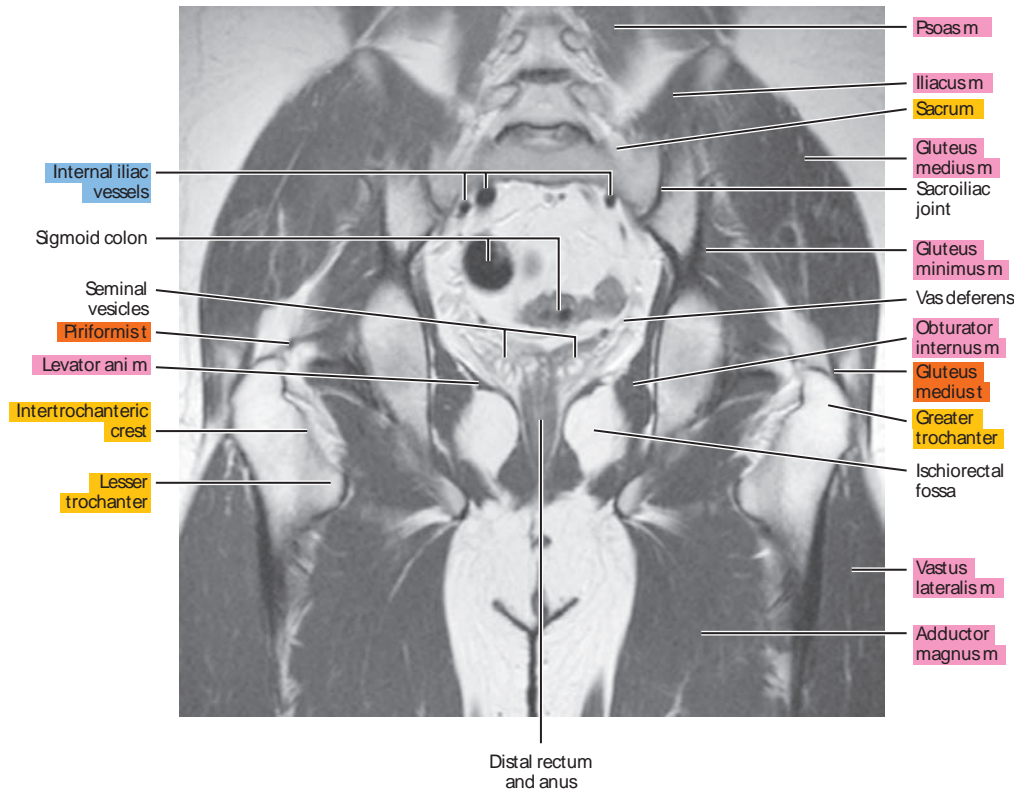 Psoas m
Iliacus m
Sacrum
Gluteus
medius m
Sacroiliac
joint
Gluteus
minimus m
Vas deferens
Obturator
internus m
Gluteus
medius t
Greater
trochanter
Ischiorectal
fossa
Vastus
lateralis m
Adductor
magnus m
Internal iliac
vessels
Sigmoid colon
Seminal
vesicles
Piriformis t
Levator ani m
Intertrochanteric
crest
Lesser
trochanter
Distal rectum
and anus